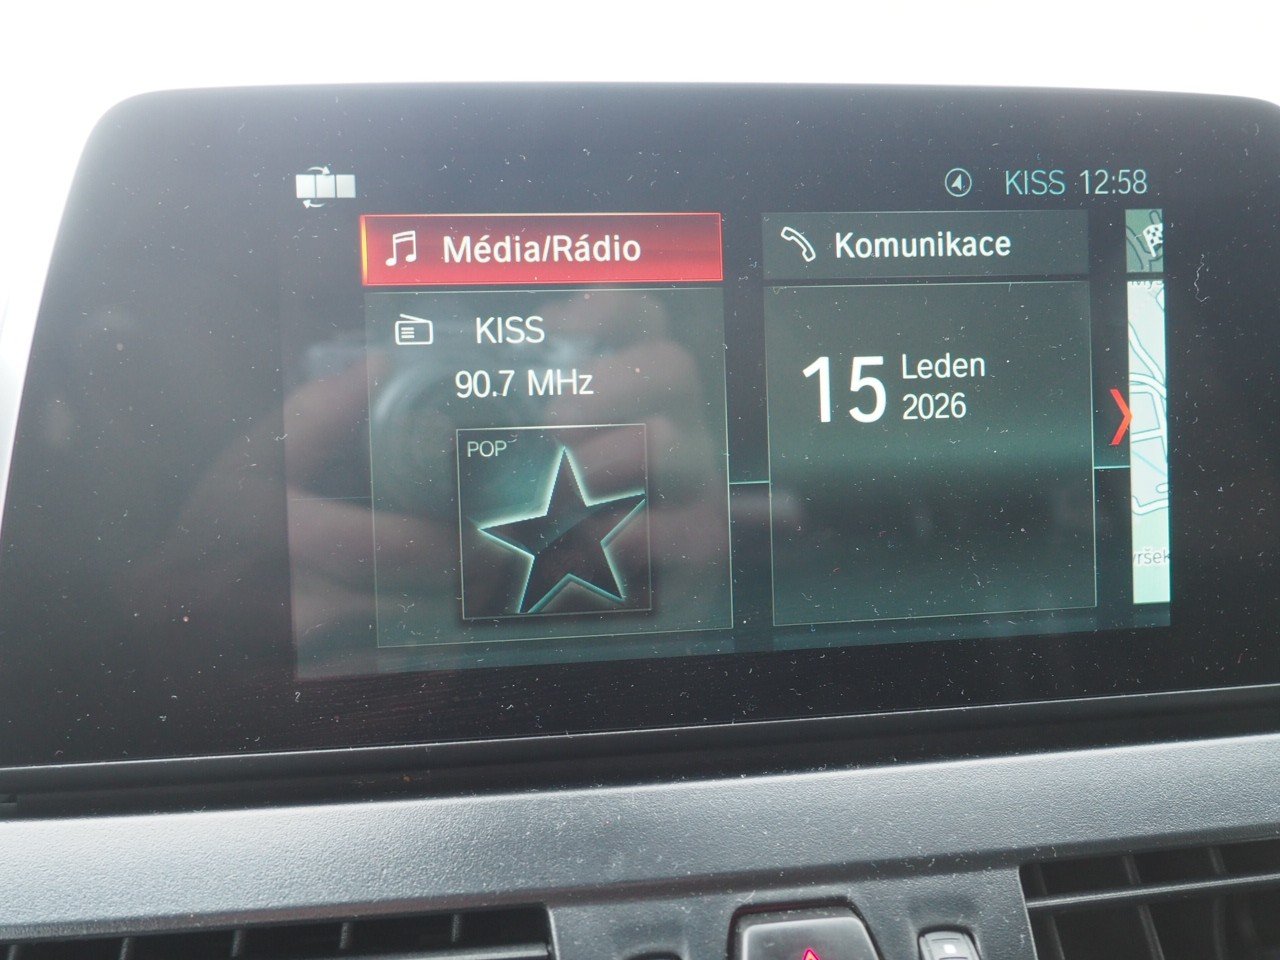 KISS 12:58
Média/Rádio
Komunikace
KISS
90.7 MHz
POP
15 Leden
2026